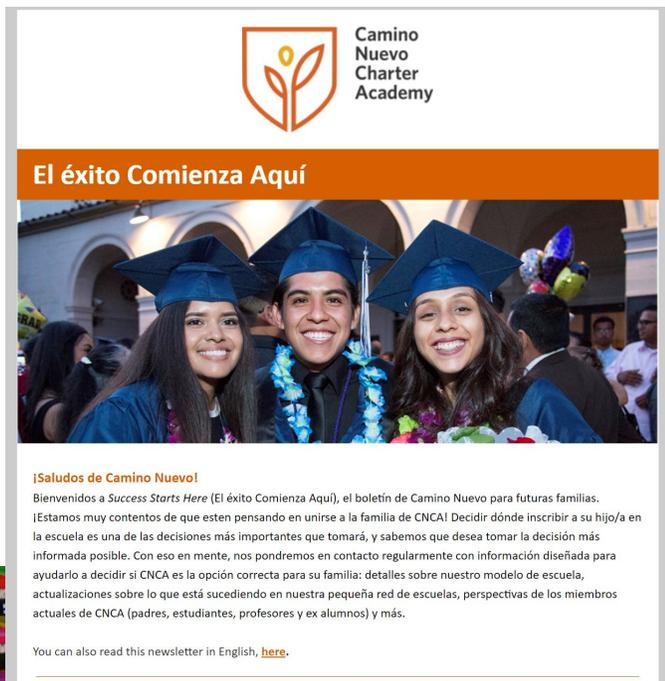 Camino
Nuevo
Charter
Academy
El éxito Comienza Aquí
¡Saludos de Camino Nuevo!
Bienvenidos a Success Starts Here (El éxito Comienza Aquí), el boletín de Camino Nuevo para futuras familias.
¡Estamos muy contentos de que esten pensando en unirse a la familia de CNCA! Decidir dónde inscribir a su hijo/a en
la escuela es una de las decisiones más importantes que tomará, y sabemos que desea tomar la decisión más
informada posible. Con eso en mente, nos pondremos en contacto regularmente con información diseñada para
ayudarlo a decidir si CNCA es la opción correcta para su familia: detalles sobre nuestro modelo de escuela,
actualizaciones sobre lo que está sucediendo en nuestra pequeña red de escuelas, perspectivas de los miembros
actuales de CNCA (padres, estudiantes, profesores y ex alumnos) y más.
You can also read this newsletter in English, here.